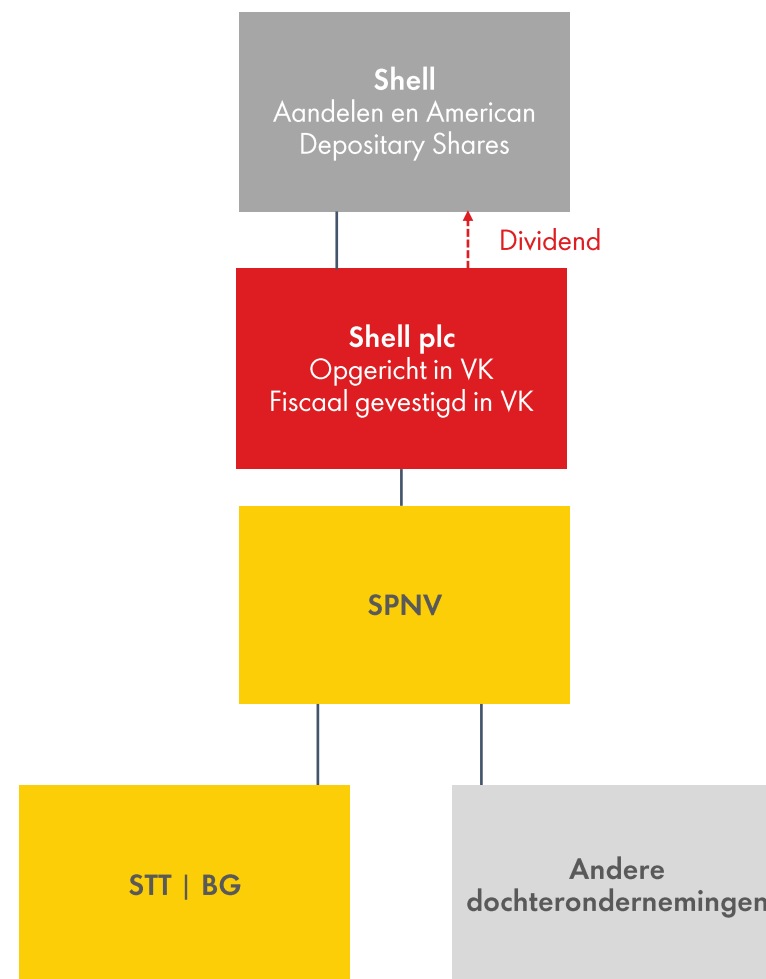 Shell
Aandelen en American
Depositary Shares
Dividend
Shell plc
Opgericht in VK
Fiscaal gevestigd in VK
SPNV
STT | BG
Andere
dochterondernemingen